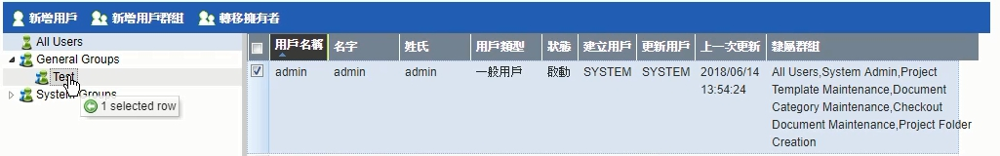 新增用戶 新增用戶群組 轉移擁有者
All Users
General Groups
Test
System Groups
1 selected row
用戶名稱 名字 姓氏 用戶類型 狀態 建立用戶 更新用戶 上一次更新 隸屬群組
admin admin admin 一般用戶 啟動 SYSTEM SYSTEM 2018/06/14 All Users,System Admin,Project
13:54:24 Template Maintenance,Document
Category Maintenance,Checkout
Document Maintenance,Project Folder
Creation